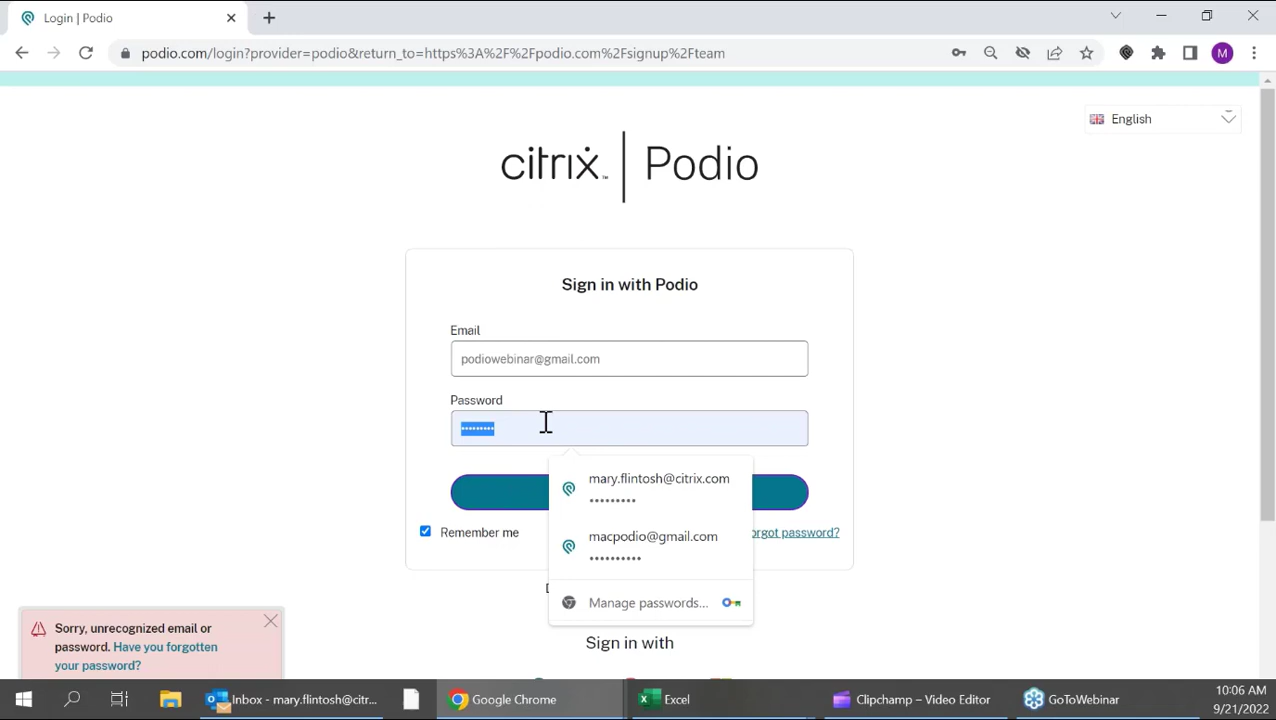 Login | Podio
podio.com/login?provider=podio&return_to=https%3A%2F%2Fpodio.com%2Fsignup%2Fteam
M
English
citrix™ | Podio
Sign in with Podio
Email
podiowebinar@gmail.com
Password
•••••••••
mary.flintosh@citrix.com
•••••••••
Remember me
orgot password?
macpodio@gmail.com
••••••••••
Manage passwords...
Sign in with
Sorry, unrecognized email or
password. Have you forgotten
your password?
Inbox - mary.flintosh@citr...
Google Chrome
Excel
Clipchamp – Video Editor
GoToWebinar
10:06 AM
9/21/2022